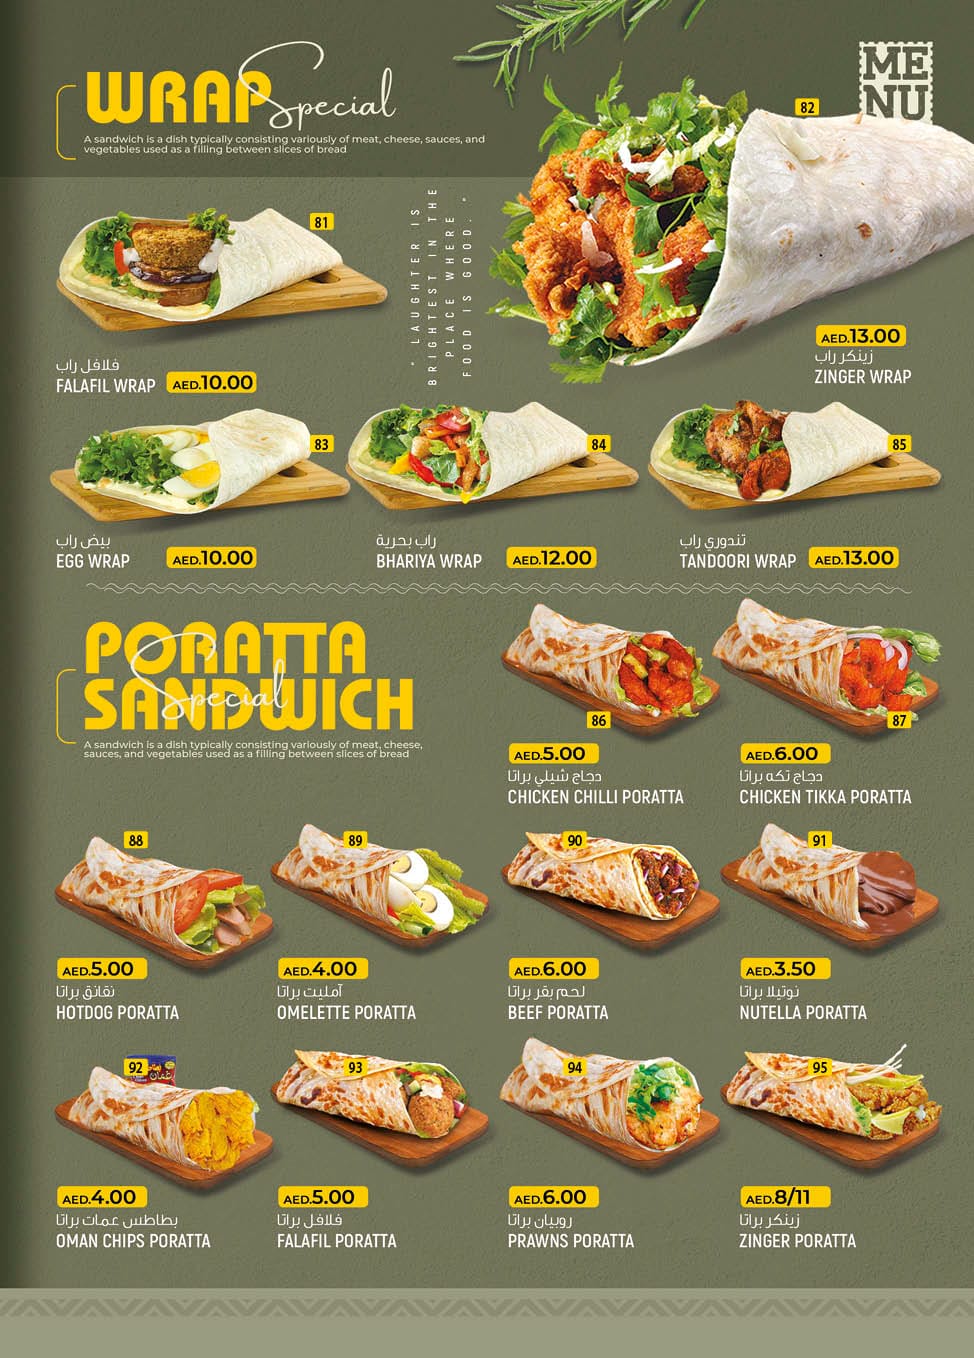 WRAP Special
A sandwich is a dish typically consisting variously of meat, cheese, sauces, and
vegetables used as a filling between slices of bread
ME
NU
82
81
" LAUGHTER IS
BRIGHTEST IN THE
PLACE WHERE
FOOD IS GOOD. "
AED.13.00
زينكر راب
ZINGER WRAP
فلافل راب
FALAFIL WRAP AED.10.00
83
84
85
بيض راب
EGG WRAP AED.10.00
راب بحرية
BHARIYA WRAP AED.12.00
تندوري راب
TANDOORI WRAP AED.13.00
PORATTA
Special
SANDWICH
A sandwich is a dish typically consisting variously of meat, cheese,
sauces, and vegetables used as a filling between slices of bread
86
AED.5.00
دجاج شيلي براتا
CHICKEN CHILLI PORATTA
87
AED.6.00
دجاج تكه براتا
CHICKEN TIKKA PORATTA
88
AED.5.00
نقانق براتا
HOTDOG PORATTA
89
AED.4.00
آمليت براتا
OMELETTE PORATTA
90
AED.6.00
لحم بقر براتا
BEEF PORATTA
91
AED.3.50
نوتيلا براتا
NUTELLA PORATTA
92
AED.4.00
بطاطس عمات براتا
OMAN CHIPS PORATTA
93
AED.5.00
فلافل براتا
FALAFIL PORATTA
94
AED.6.00
روبيان براتا
PRAWNS PORATTA
95
AED.8/11
زينكر براتا
ZINGER PORATTA